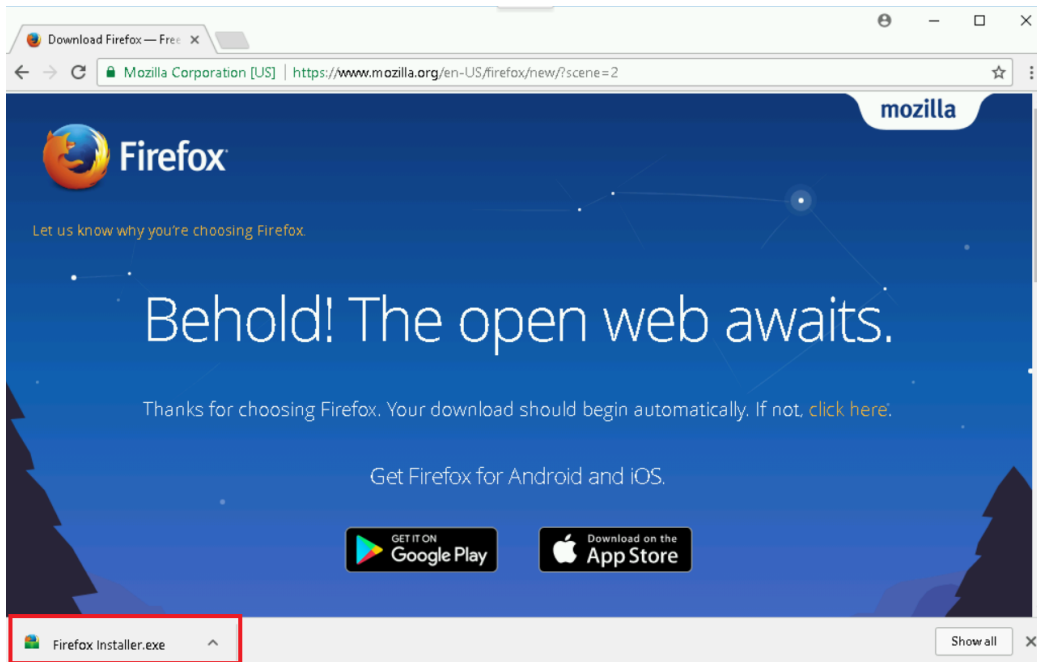 Download Firefox — Free
Mozilla Corporation [US] | https://www.mozilla.org/en-US/firefox/new/?scene=2
mozilla
Firefox
Let us know why you're choosing Firefox.
Behold! The open web awaits.
Thanks for choosing Firefox. Your download should begin automatically. If not, click here.
Get Firefox for Android and iOS.
GET IT ON
Google Play
Download on the
App Store
Firefox Installer.exe
Show all